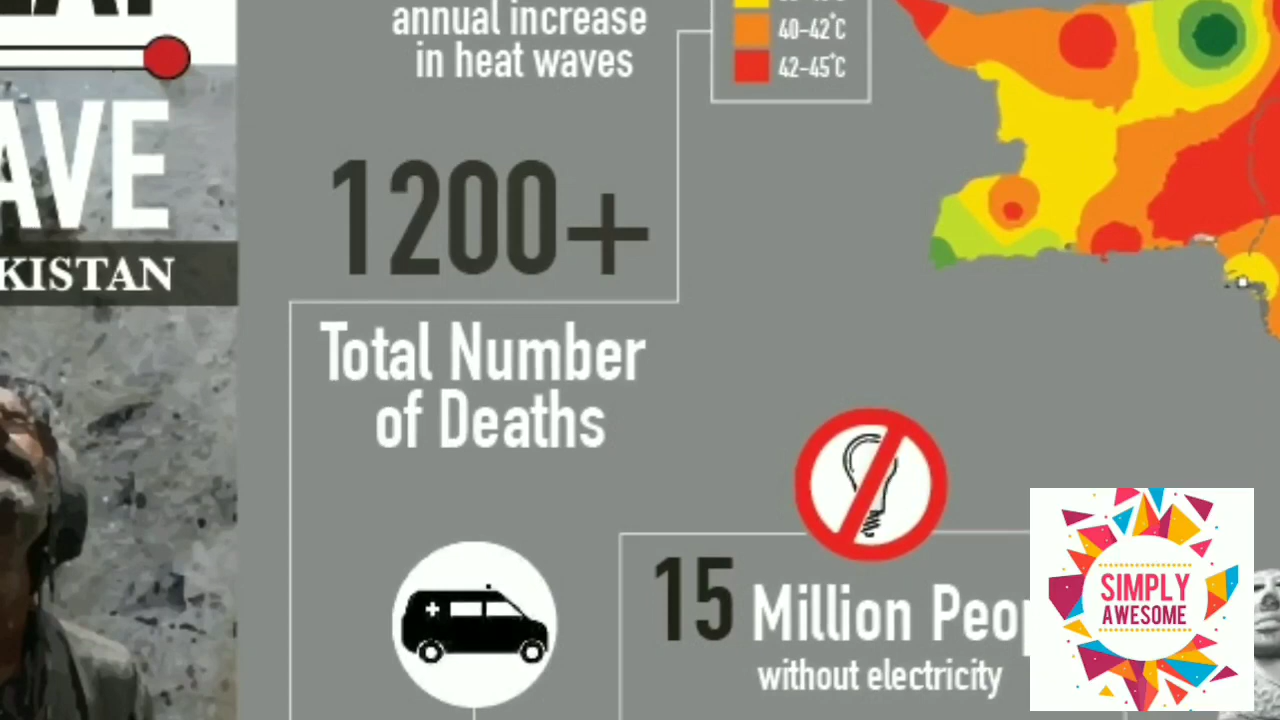 AVE
KISTAN
annual increase
in heat waves
40-42°C
42-45°C
1200+
Total Number
of Deaths
15 Million
without electricity
SIMPLY
AWESOME